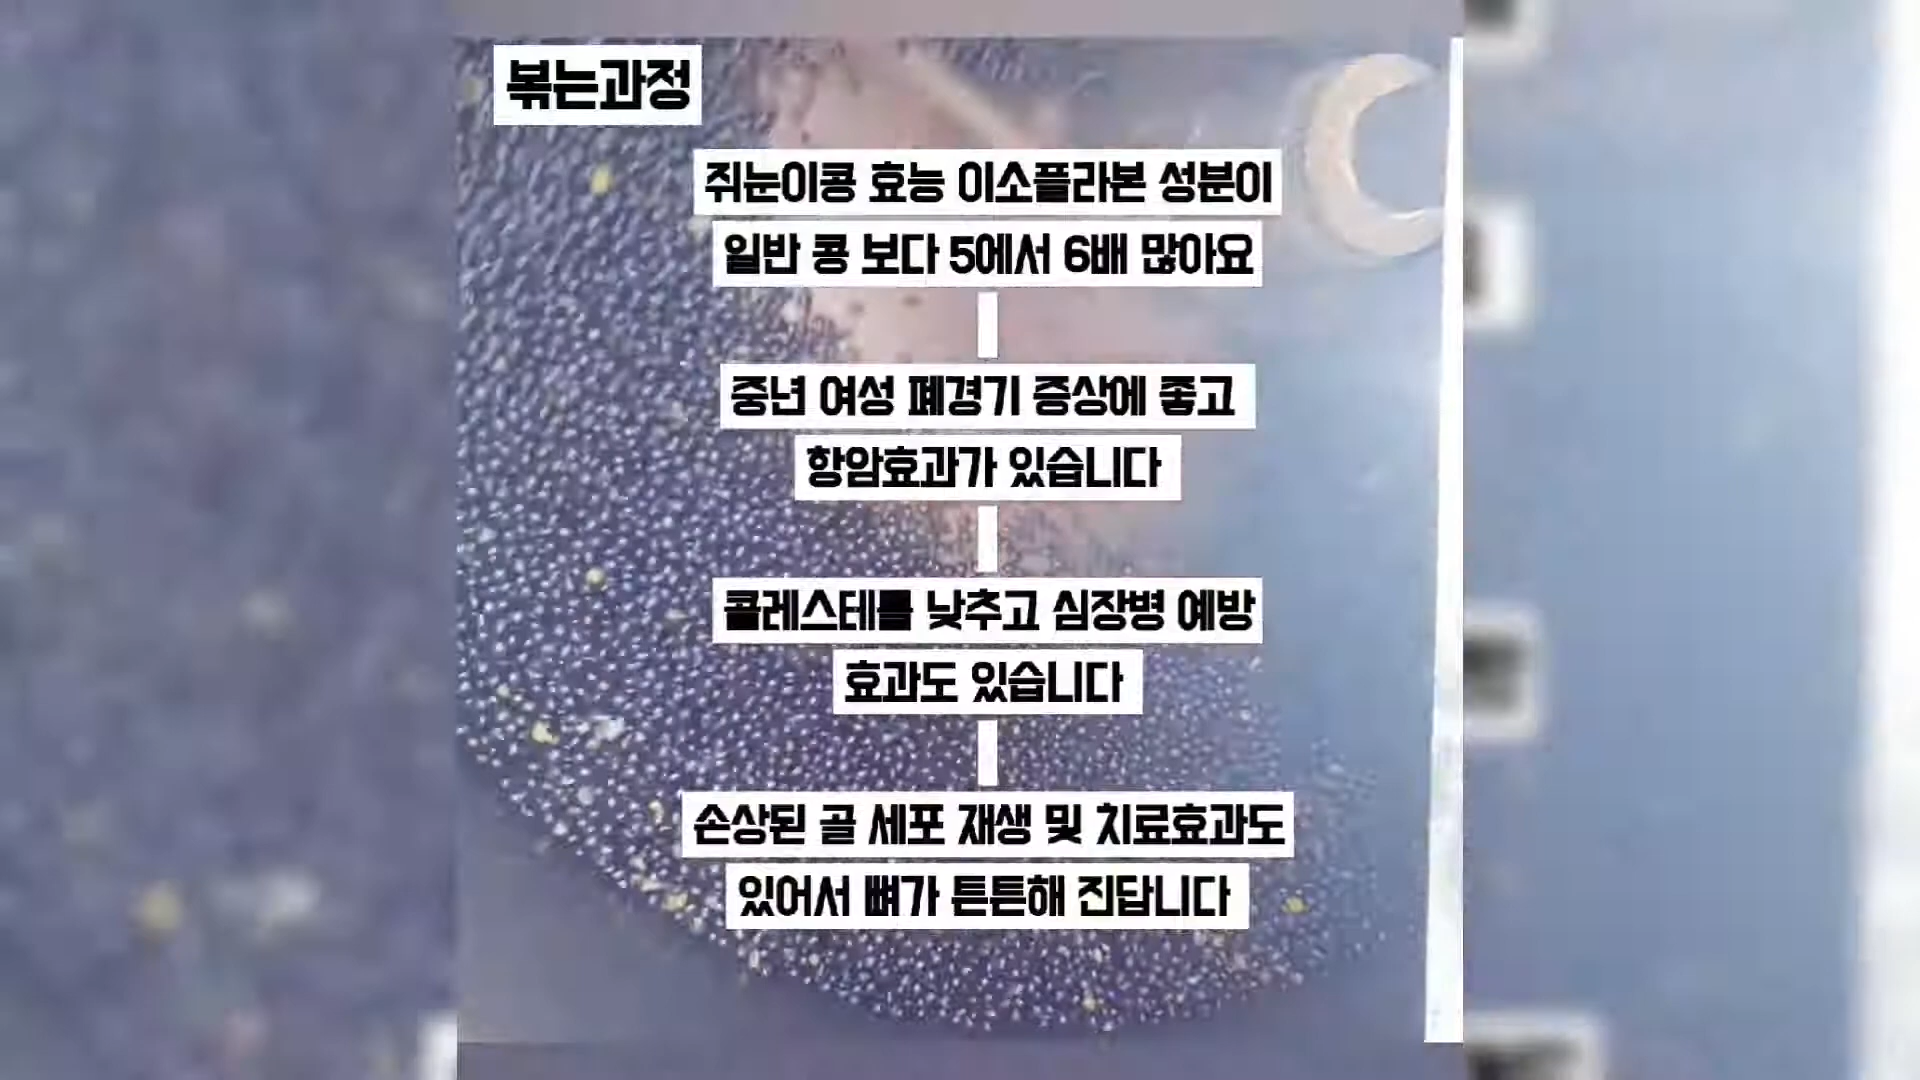 볶는과정
쥐눈이콩 효능 이소플라본 성분이
일반 콩 보다 5에서 6배 많아요
중년 여성 폐경기 증상에 좋고
항암효과가 있습니다
콜레스테를 낮추고 심장병 예방
효과도 있습니다
손상된 골 세포 재생 및 치료효과도
있어서 뼈가 튼튼해 진답니다